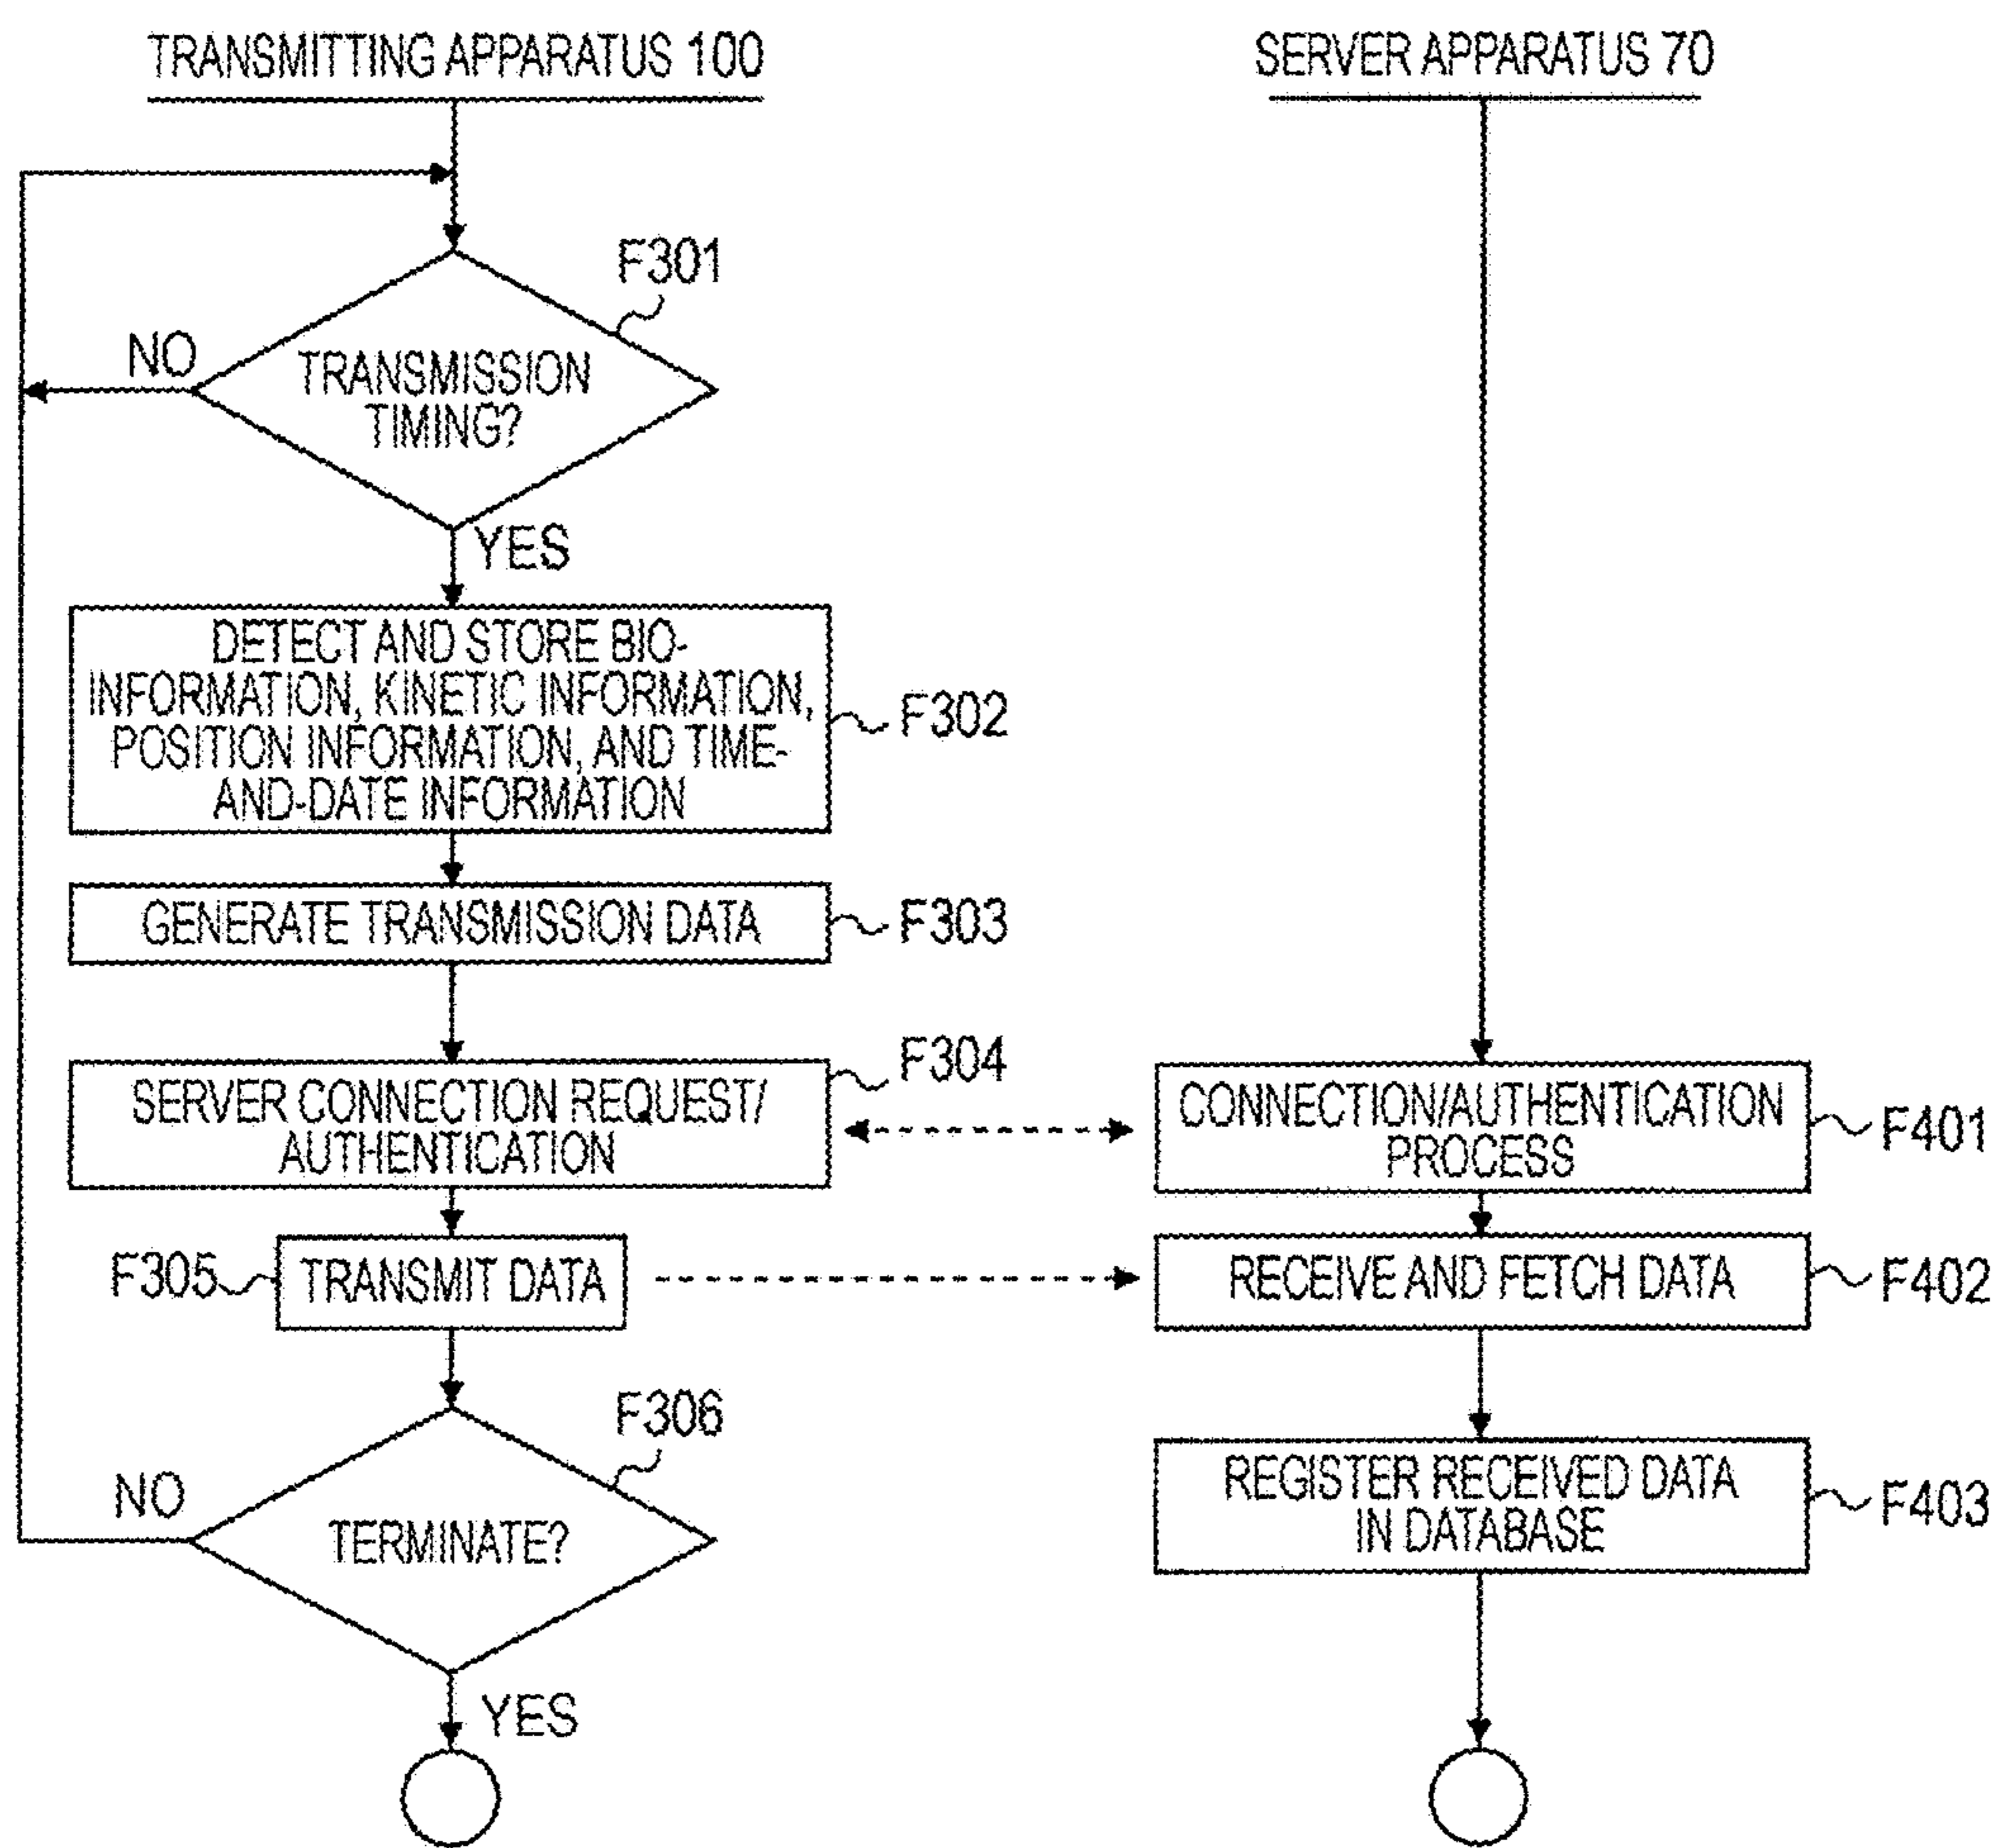 TRANSMITTING APPARATUS 100
SERVER APPARATUS 70
F301
NO
TRANSMISSION
TIMING?
YES
DETECT AND STORE BIO-
INFORMATION, KINETIC INFORMATION,
POSITION INFORMATION, AND TIME-
AND-DATE INFORMATION
F302
GENERATE TRANSMISSION DATA
F303
F304
SERVER CONNECTION REQUEST/
AUTHENTICATION
CONNECTION/AUTHENTICATION
PROCESS
F401
F305
TRANSMIT DATA
RECEIVE AND FETCH DATA
F402
F306
NO
TERMINATE?
YES
REGISTER RECEIVED DATA
IN DATABASE
F403